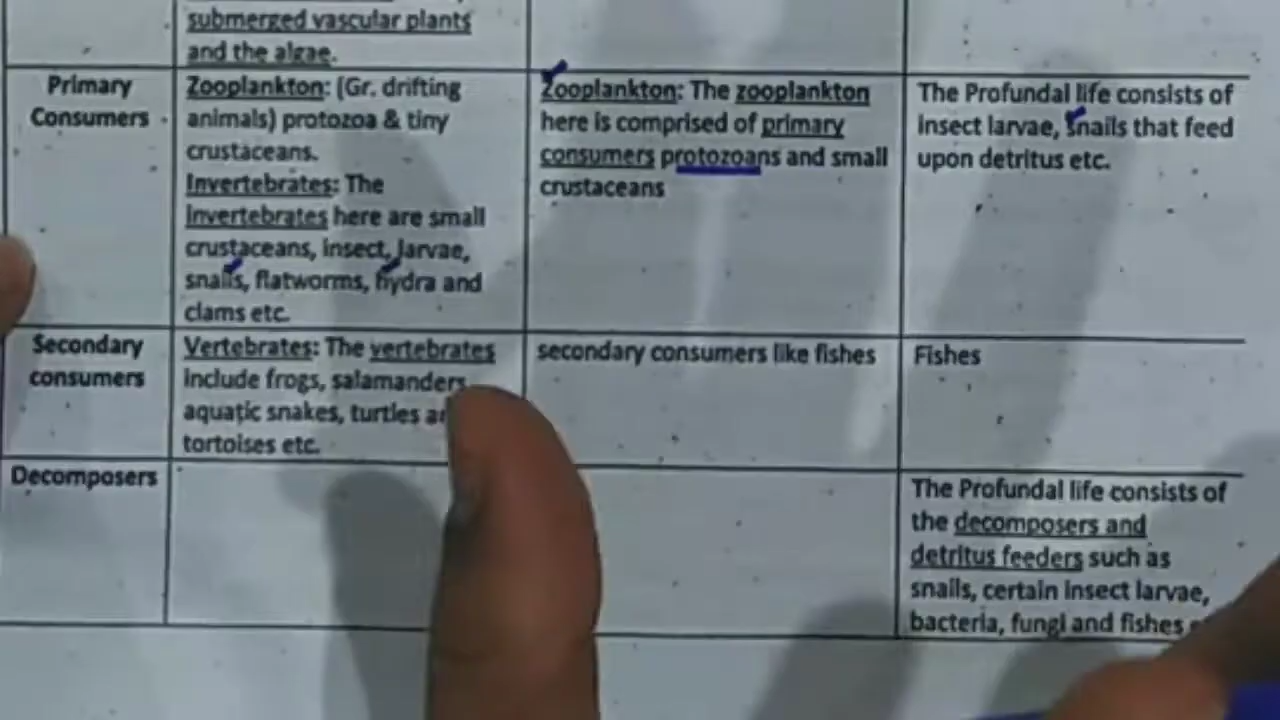 submerged vascular plants
and the algae.
Primary
Consumers
Zooplankton: (Gr. drifting
animals) protozoa & tiny
crustaceans.
Invertebrates: The
invertebrates here are small
crustaceans, insect, larvae,
snails, flatworms, hydra and
clams etc.
Zooplankton: The zooplankton
here is comprised of primary
consumers protozoans and small
crustaceans
The Profundal life consists of
insect larvae, snails that feed
upon detritus etc.
Secondary
consumers
Vertebrates: The vertebrates
include frogs, salamanders
aquatic snakes, turtles
tortoises etc.
secondary consumers like fishes
Fishes
Decomposers
The Profundal life consists of
the decomposers and
detritus feeders such as
snails, certain insect larvae,
bacteria, fungi and fishes